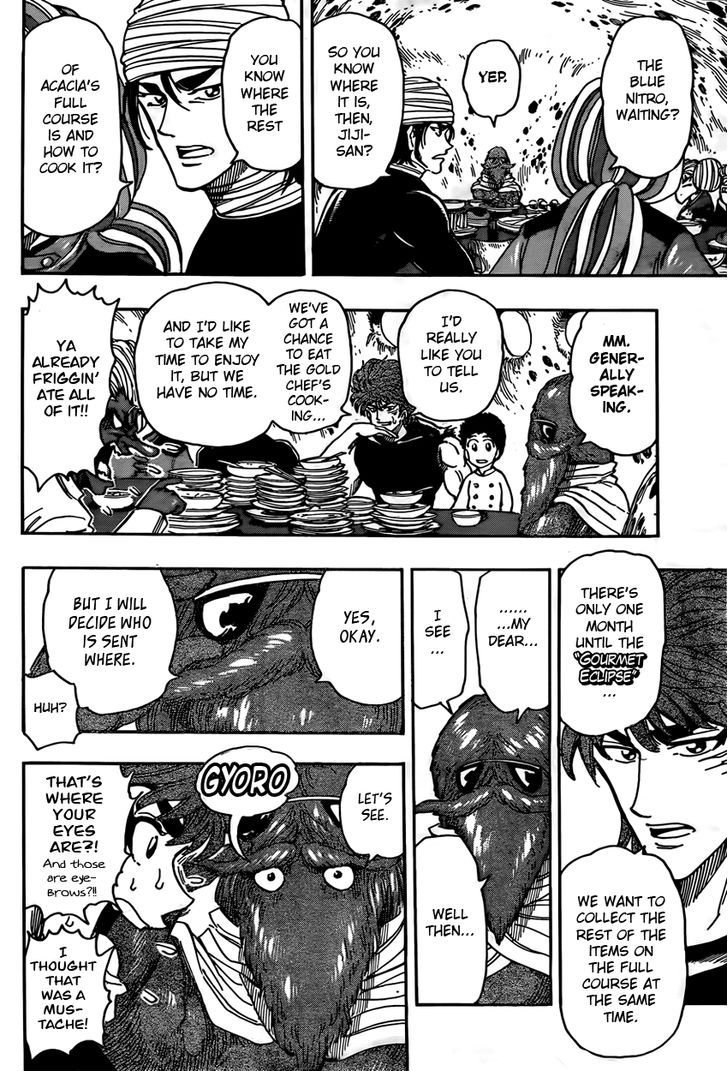 THE
BLUE
NITRO,
WAITING?
YEP.
SO YOU
KNOW
WHERE
IT IS,
THEN,
JIJI-
SAN?
YOU
KNOW
WHERE
THE
REST
OF
ACACIA'S
FULL
COURSE
IS AND
HOW TO
COOK IT?
MM.
GENER-
ALLY
SPEAK-
ING.
I'D
REALLY
LIKE
YOU TO
TELL
US.
WE'VE
GOT A
CHANCE
TO EAT
THE GOLD
CHEF'S
COOK-
ING...
AND I'D LIKE
TO TAKE MY
TIME TO ENJOY
IT, BUT WE
HAVE NO TIME.
YA
ALREADY
FRIGGIN'
ATE ALL
OF IT!!
THERE'S
ONLY ONE
MONTH
UNTIL THE
"GOURMET
ECLIPSE"
...
WE WANT TO
COLLECT THE
REST OF THE
ITEMS ON
THE FULL
COURSE AT
THE SAME
TIME.
......
...MY
DEAR...
I
SEE
...
WELL
THEN...
YES,
OKAY.
BUT I WILL
DECIDE WHO
IS SENT
WHERE.
HUH?
LET'S
SEE.
GYORO
THAT'S
WHERE
YOUR
EYES
ARE?!
And those
are eye-
brows?!!
I
THOUGHT
THAT
WAS A
MUS-
TACHE!